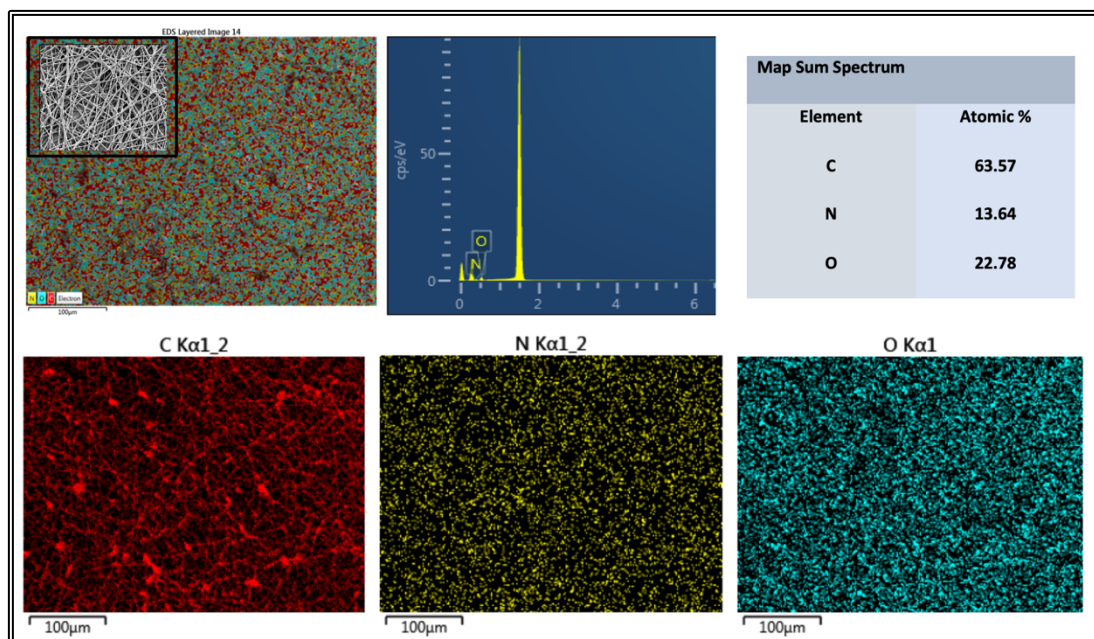 EDS Layered Image 14
N O C Electron
100µm
cps/eV
50
0
O
N
0 2 4 6
Map Sum Spectrum
Element Atomic %
C 63.57
N 13.64
O 22.78
C Kα1_2
100µm
N Kα1_2
100µm
O Kα1
100µm